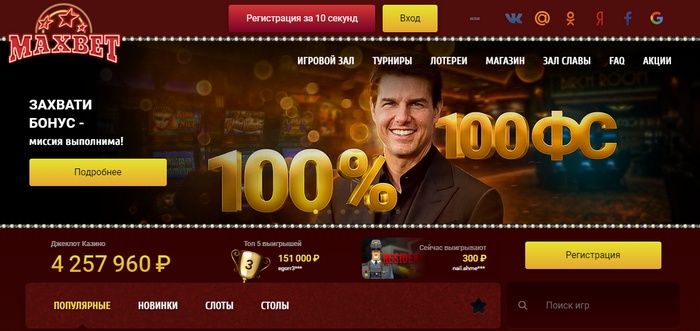 MAXBET
Регистрация за 10 секунд
Вход
или
ИГРОВОЙ ЗАЛ
ТУРНИРЫ
ЛОТЕРЕИ
МАГАЗИН
ЗАЛ СЛАВЫ
FAQ
АКЦИИ
ЗАХВАТИ
БОНУС -
миссия выполнима!
Подробнее
100%
100ФС
Джекпот Казино
4 257 960 ₽
3
Топ 5 выигрышей
151 000 ₽
egorr3***
RESIDENT
Сейчас выигрывают
300 ₽
nail.ahme***
Регистрация
ПОПУЛЯРНЫЕ
НОВИНКИ
СЛОТЫ
СТОЛЫ
Поиск игр